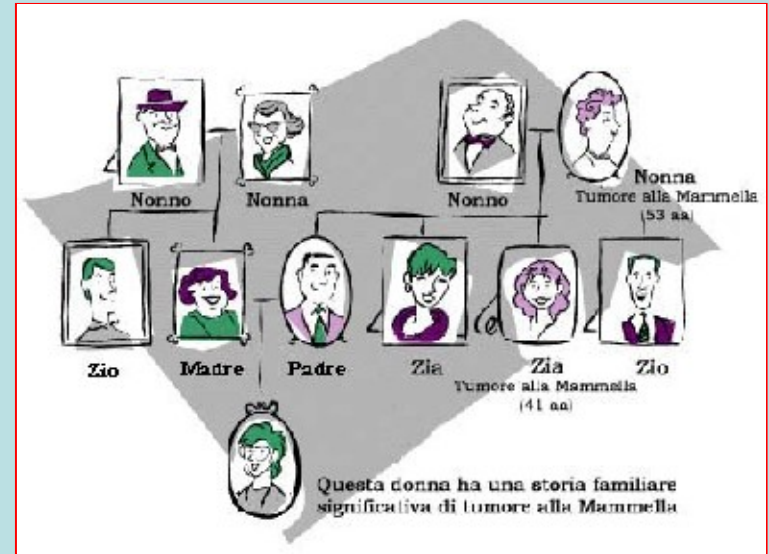 Nonno
Nonna
Nonno
Nonna
Tumore alla Mammella
(53 aa)
Zio
Madre
Padre
Zia
Zia
Tumore alla Mammella
(41 aa)
Zio
Questa donna ha una storia familiare
significativa di tumore alla Mammella